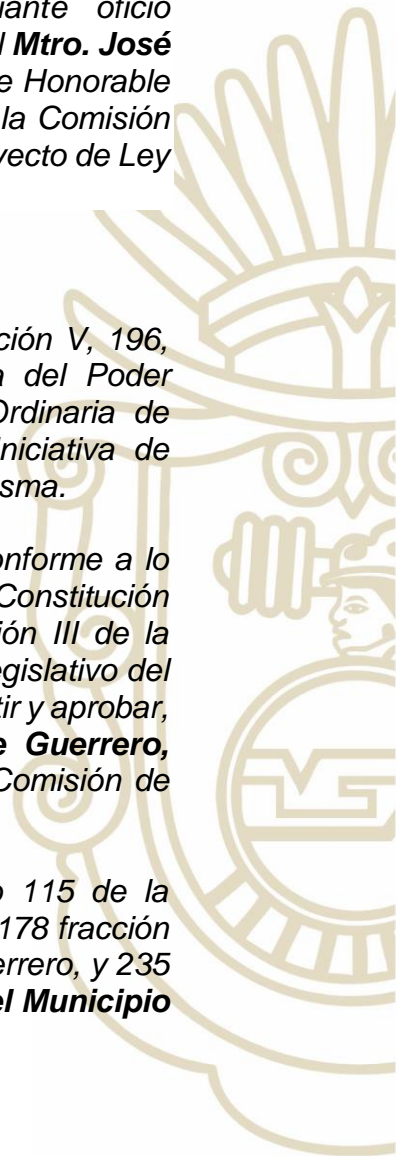 iante oficio
l Mtro. José
e Honorable
la Comisión
yecto de Ley
ción V, 196,
a del Poder
Ordinaria de
Iniciativa de
sma.
onforme a lo
Constitución
ión III de la
egislativo del
tir y aprobar,
e Guerrero,
Comisión de
o 115 de la
178 fracción
errero, y 235
el Municipio